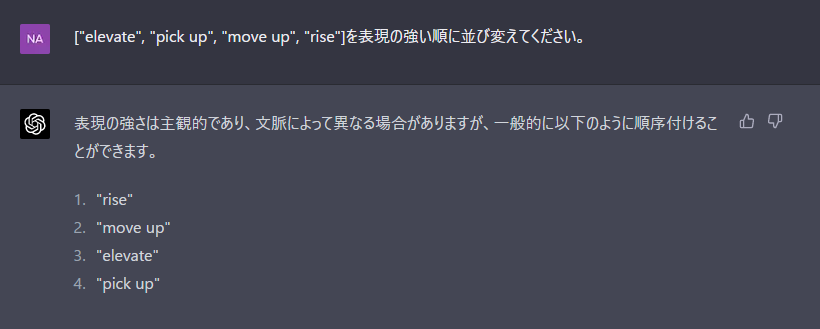 NA
["elevate", "pick up", "move up", "rise"]を表現の強い順に並び変えてください。
表現の強さは主観的であり、文脈によって異なる場合がありますが、一般的に以下のように順序付けるこ
とができます。
1. "rise"
2. "move up"
3. "elevate"
4. "pick up"